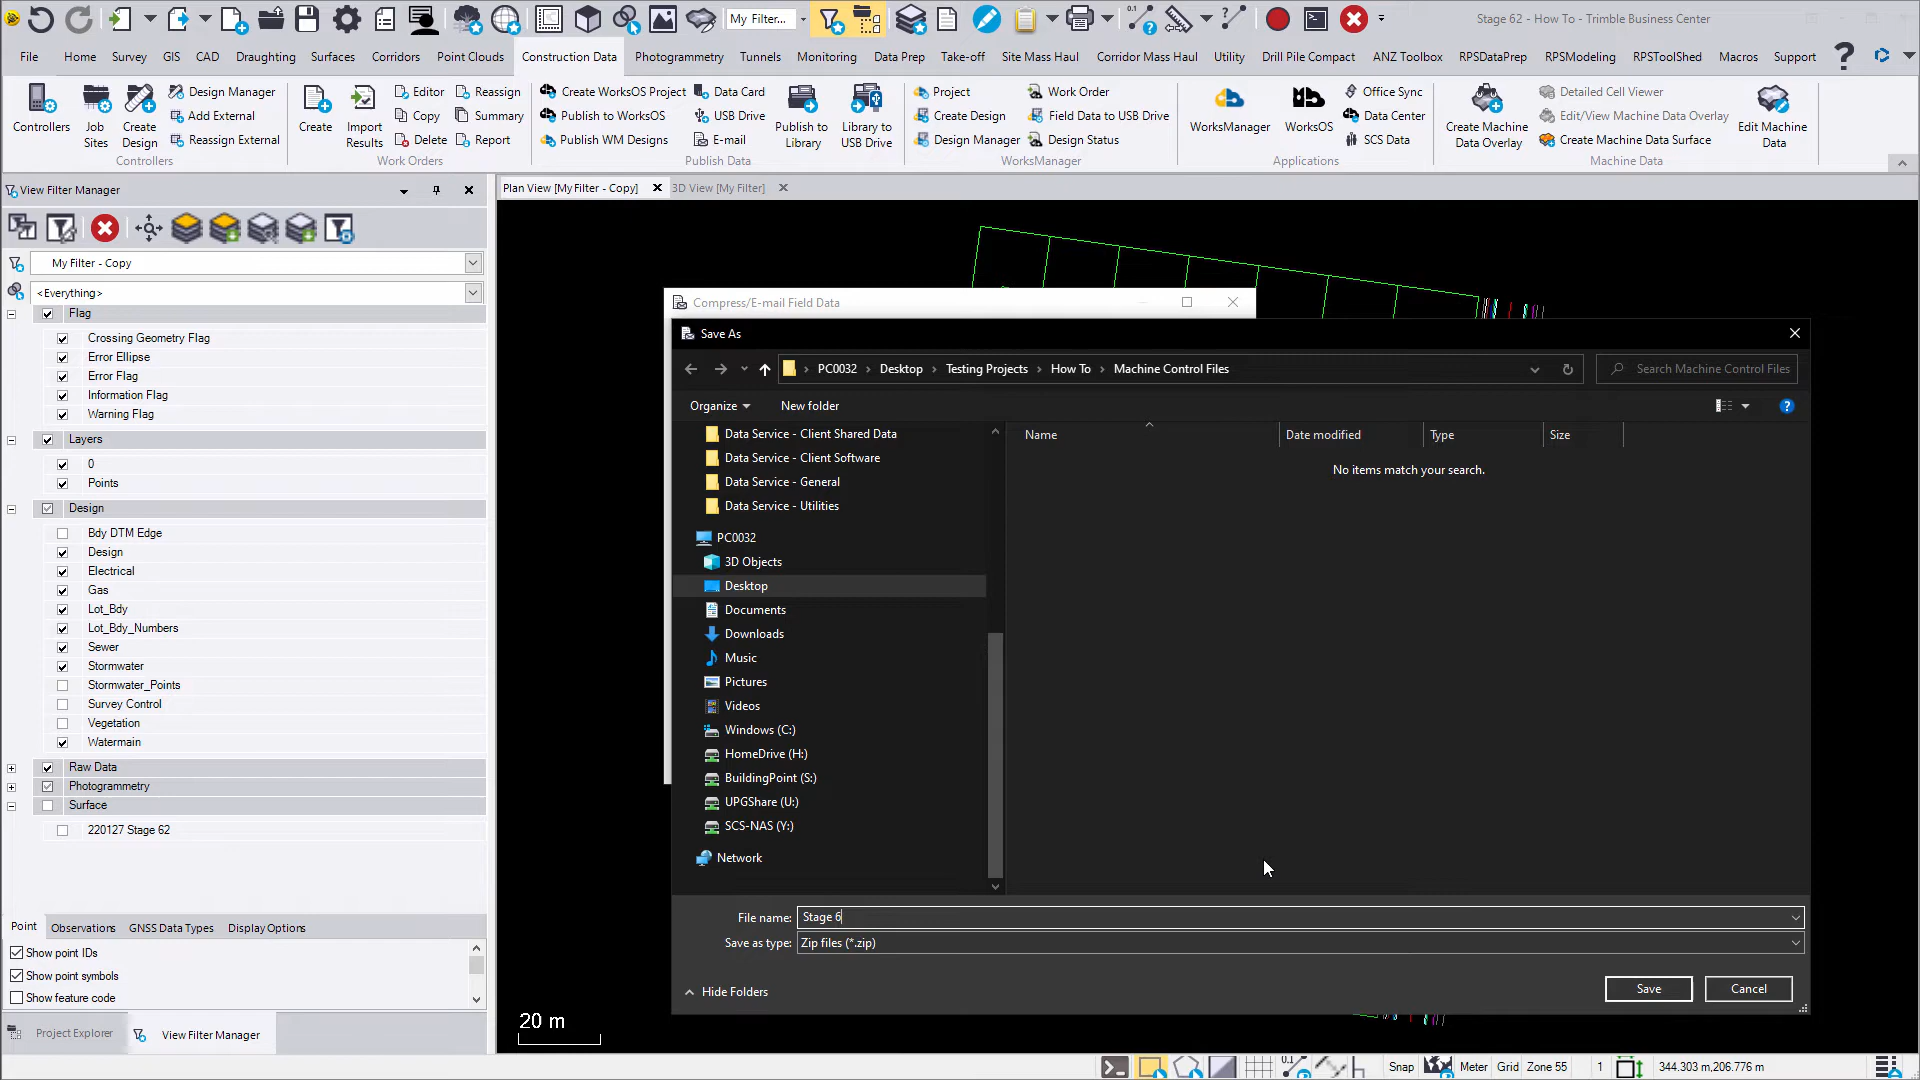 My Filter...
Stage 62 - How To - Trimble Business Center
File Home Survey GIS CAD Draughting Surfaces Corridors Point Clouds Construction Data Photogrammetry Tunnels Monitoring Data Prep Take-off Site Mass Haul Corridor Mass Haul Utility Drill Pile Compact ANZ Toolbox RPSDataPrep RPSModeling RPSToolShed Macros Support
Design Manager Editor Reassign Create WorksOS Project Data Card Project Work Order Office Sync Detailed Cell Viewer
Add External Copy Summary Publish to WorksOS USB Drive Create Design Field Data to USB Drive Data Center Edit/View Machine Data Overlay
Reassign External Delete Report Publish WM Designs E-mail Design Manager Design Status SCS Data Create Machine Data Surface
Controllers Job Sites Create Design Create Import Results Publish to Library Library to USB Drive WorksManager WorksOS Create Machine Data Overlay Edit Machine Data
Controllers Work Orders Publish Data WorksManager Applications Machine Data
View Filter Manager
Plan View [My Filter - Copy] 3D View [My Filter]
My Filter - Copy
<Everything>
Flag
Crossing Geometry Flag
Error Ellipse
Error Flag
Information Flag
Warning Flag
Layers
0
Points
Design
Bdy DTM Edge
Design
Electrical
Gas
Lot_Bdy
Lot_Bdy_Numbers
Sewer
Stormwater
Stormwater_Points
Survey Control
Vegetation
Watermain
Raw Data
Photogrammetry
Surface
220127 Stage 62
Point Observations GNSS Data Types Display Options
Show point IDs
Show point symbols
Show feature code
Project Explorer View Filter Manager
Compress/E-mail Field Data
Save As
PC0032 Desktop Testing Projects How To Machine Control Files
Search Machine Control Files
Organize New folder
Name Date modified Type Size
No items match your search.
Data Service - Client Shared Data
Data Service - Client Software
Data Service - General
Data Service - Utilities
PC0032
3D Objects
Desktop
Documents
Downloads
Music
Pictures
Videos
Windows (C:)
HomeDrive (H:)
BuildingPoint (S:)
UPGShare (U:)
SCS-NAS (Y:)
Network
File name: Stage 6
Save as type: Zip files (*.zip)
Hide Folders
Save Cancel
20 m
Snap Meter Grid Zone 55 1 344.303 m,206.776 m